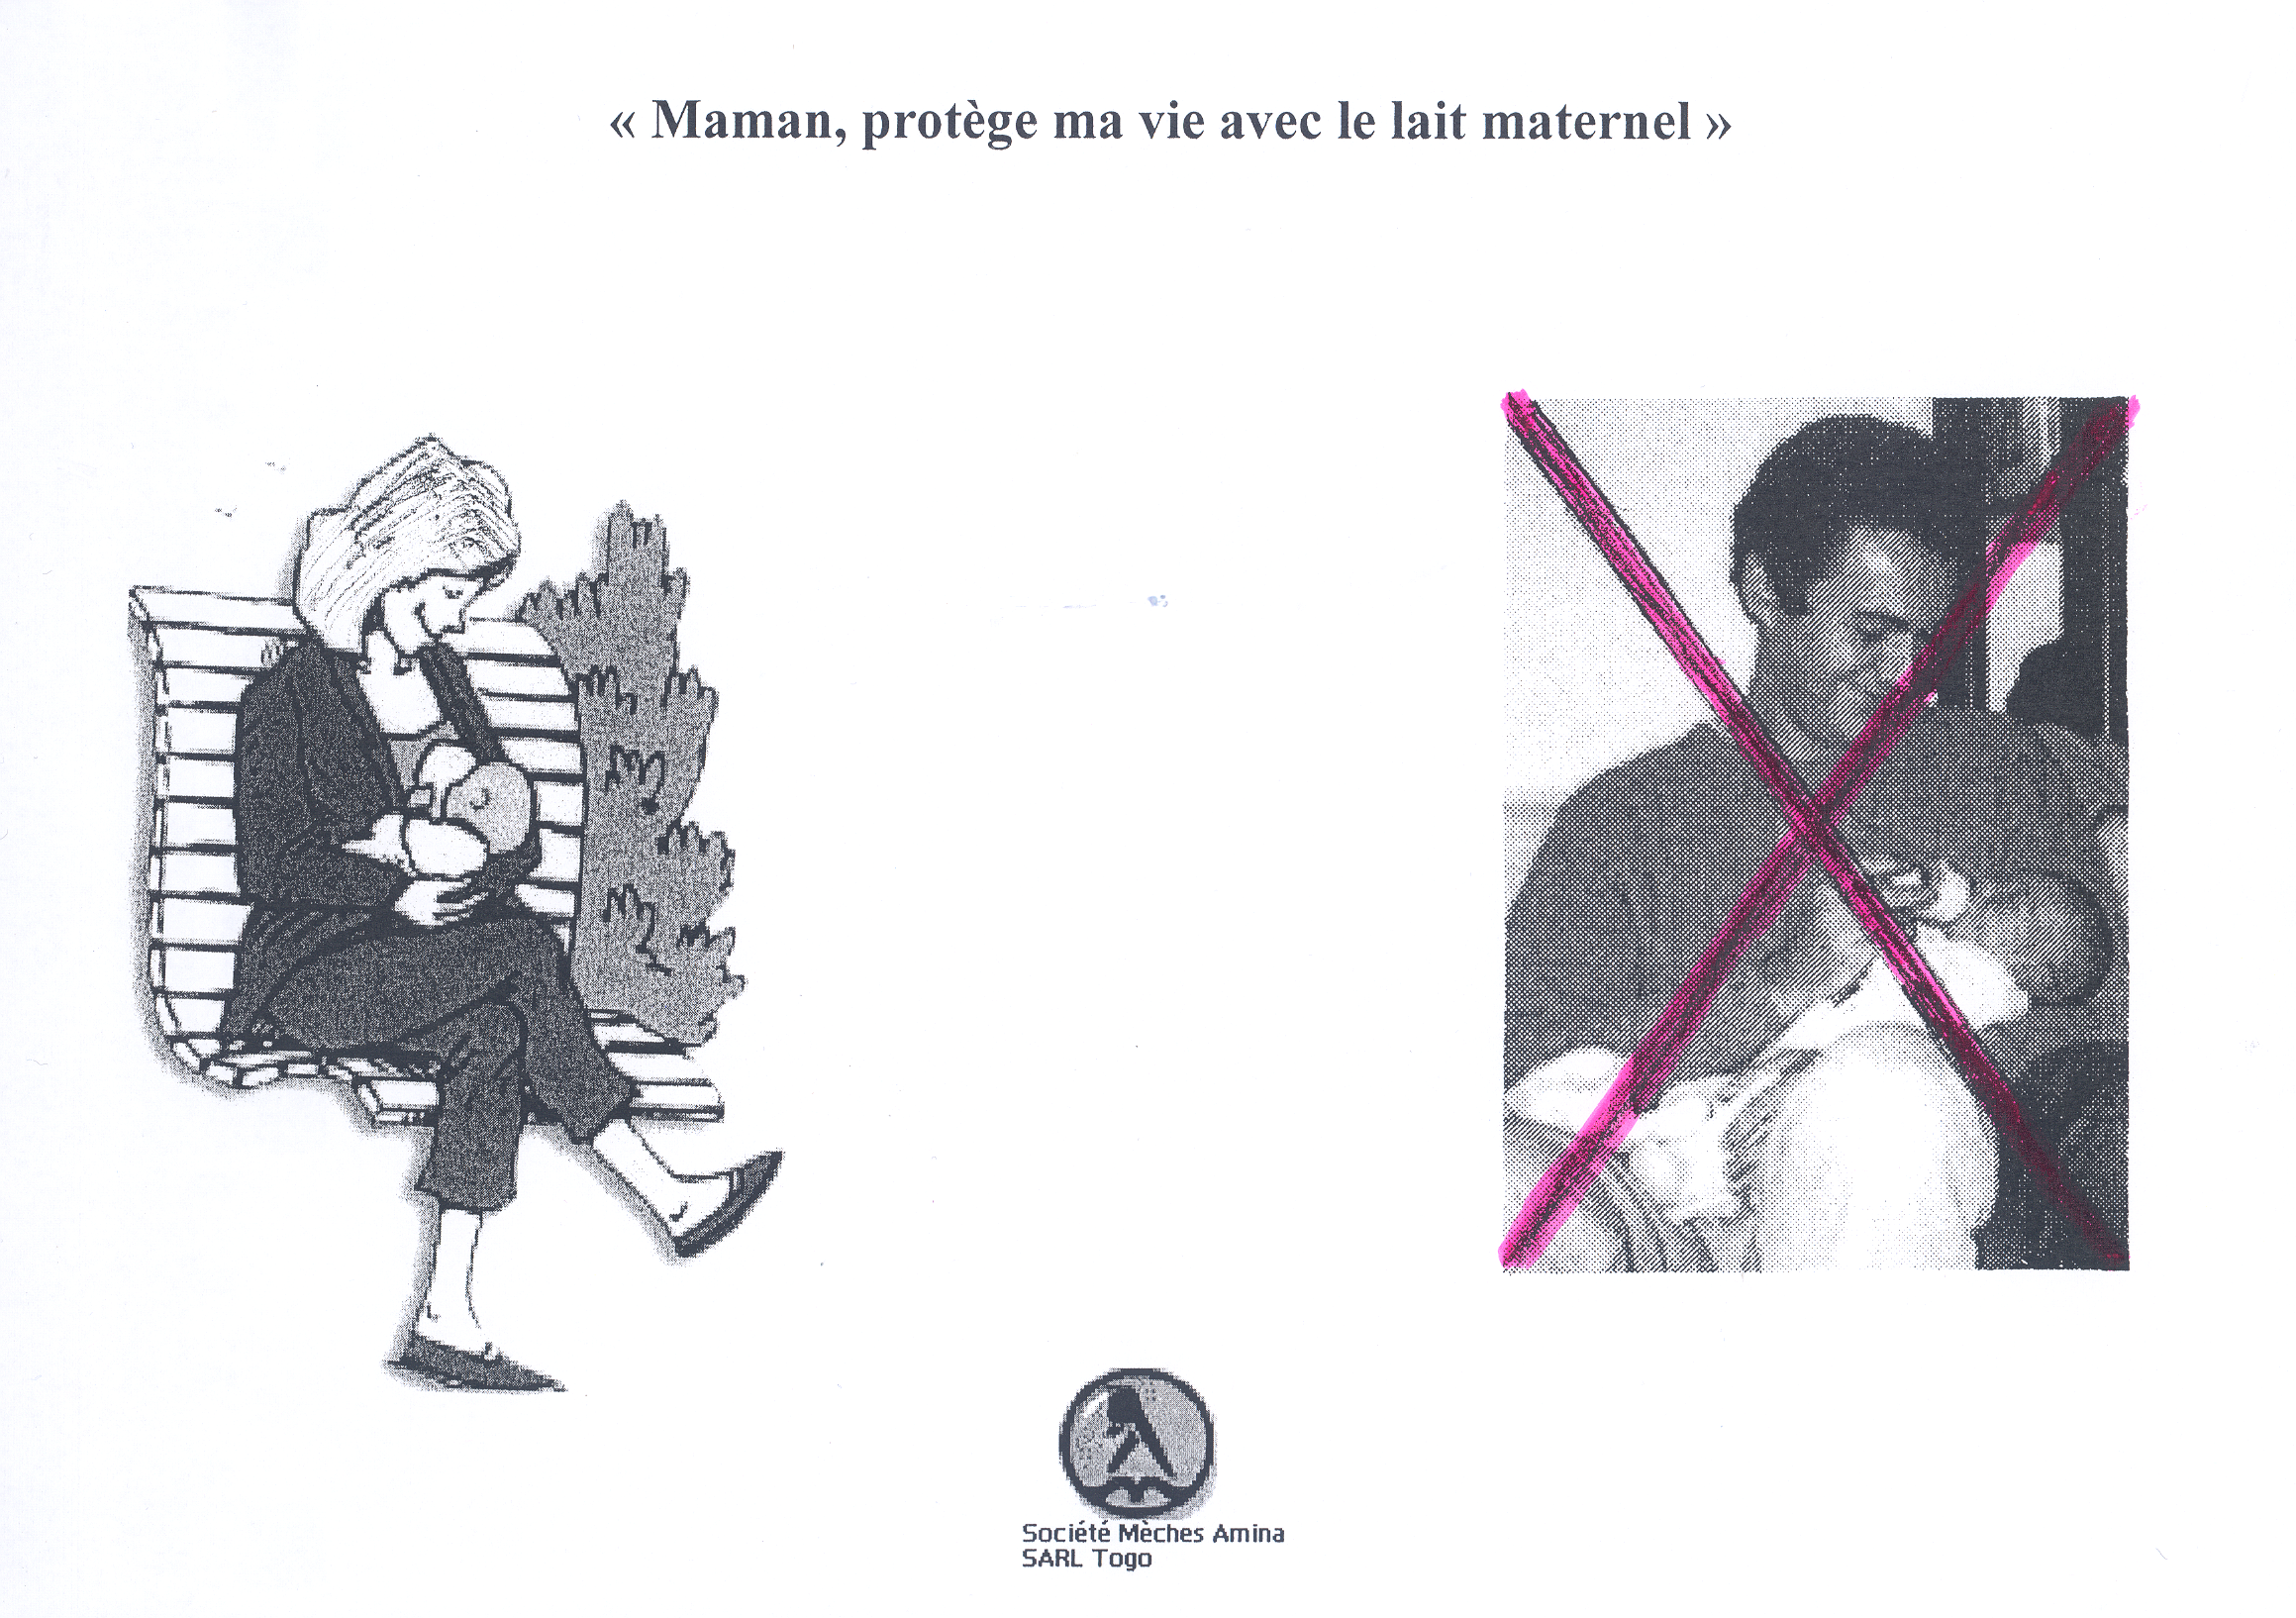 « Maman, protège ma vie avec le lait maternel »
Société Mèches Amina
SARL Togo